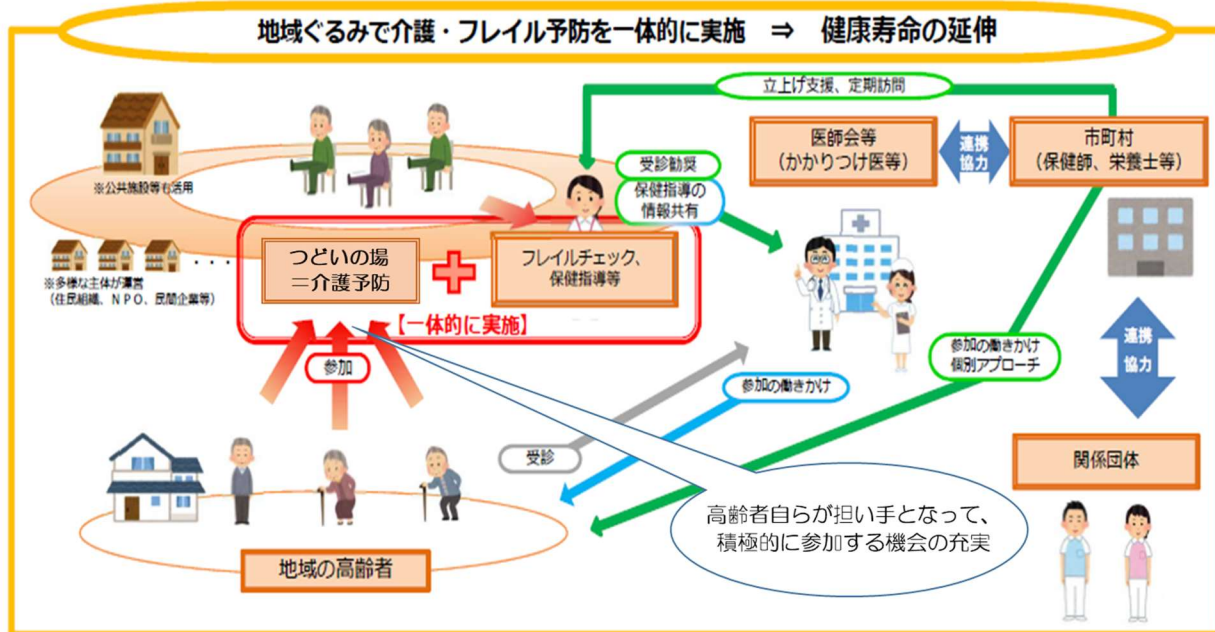 地域ぐるみで介護・フレイル予防を一体的に実施 ⇒ 健康寿命の延伸
立上げ支援、定期訪問
医師会等
（かかりつけ医等）
連携
協力
市町村
（保健師、栄養士等）
※公共施設等も活用
受診勧奨
保健指導の
情報共有
つどいの場
＝介護予防
フレイルチェック、
保健指導等
・・・
※多様な主体が運営
（住民組織、ＮＰＯ、民間企業等）
【一体的に実施】
参加
参加の働きかけ
個別アプローチ
連携
協力
参加の働きかけ
受診
関係団体
高齢者自らが担い手となって、
積極的に参加する機会の充実
地域の高齢者